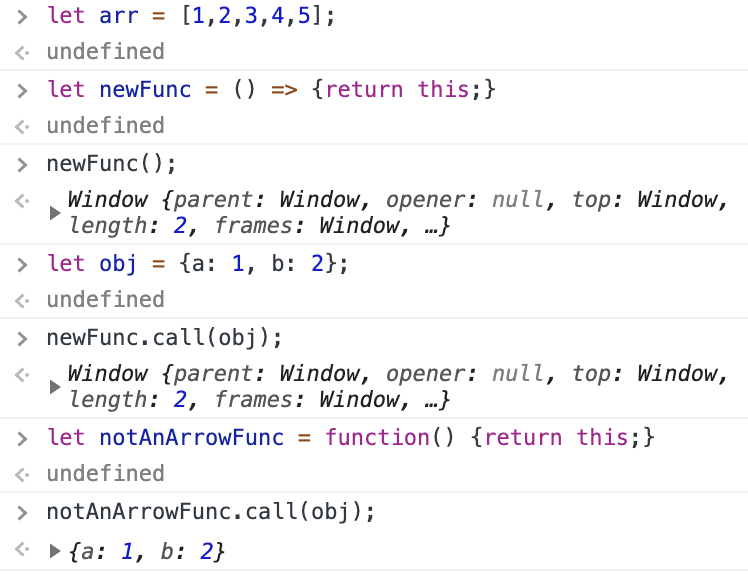 let arr = [1,2,3,4,5];
undefined
let newFunc = () => {return this;}
undefined
newFunc();
Window {parent: Window, opener: null, top: Window,
length: 2, frames: Window, …}
let obj = {a: 1, b: 2};
undefined
newFunc.call(obj);
Window {parent: Window, opener: null, top: Window,
length: 2, frames: Window, …}
let notAnArrowFunc = function() {return this;}
undefined
notAnArrowFunc.call(obj);
{a: 1, b: 2}